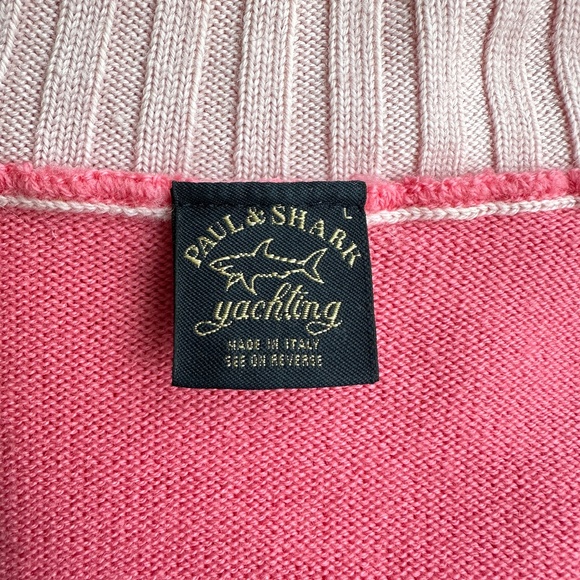 L
PAUL & SHARK
yachting
MADE IN ITALY
SEE ON REVERSE